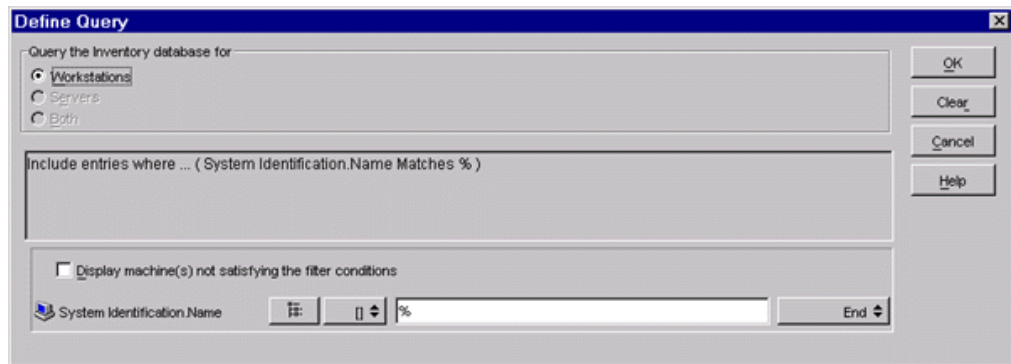 Define Query
Query the Inventory database for
Workstations
Servers
Both
OK
Clear
Cancel
Help
Include entries where ... ( System Identification.Name Matches % )
Display machine(s) not satisfying the filter conditions
System Identification.Name [] % End